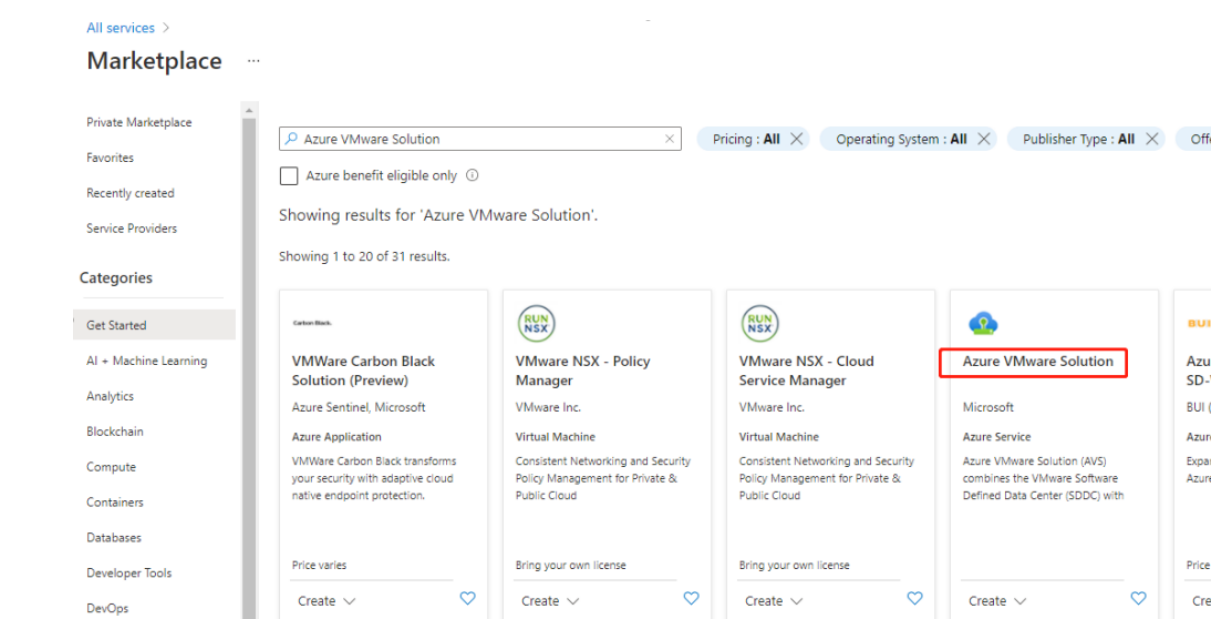 All services >
Marketplace ...
Private Marketplace
Favorites
Recently created
Service Providers
Categories
Get Started
AI + Machine Learning
Analytics
Blockchain
Compute
Containers
Databases
Developer Tools
DevOps
Azure VMware Solution
Pricing : All
Operating System : All
Publisher Type : All
Azure benefit eligible only
Showing results for 'Azure VMware Solution'.
Showing 1 to 20 of 31 results.
Carbon Black.
VMWare Carbon Black
Solution (Preview)
Azure Sentinel, Microsoft
Azure Application
VMWare Carbon Black transforms
your security with adaptive cloud
native endpoint protection.
Price varies
Create
RUN
NSX
VMware NSX - Policy
Manager
VMware Inc.
Virtual Machine
Consistent Networking and Security
Policy Management for Private &
Public Cloud
Bring your own license
Create
RUN
NSX
VMware NSX - Cloud
Service Manager
VMware Inc.
Virtual Machine
Consistent Networking and Security
Policy Management for Private &
Public Cloud
Bring your own license
Create
Azure VMware Solution
Microsoft
Azure Service
Azure VMware Solution (AVS)
combines the VMware Software
Defined Data Center (SDDC) with
Create
BUI
BUI (
Price